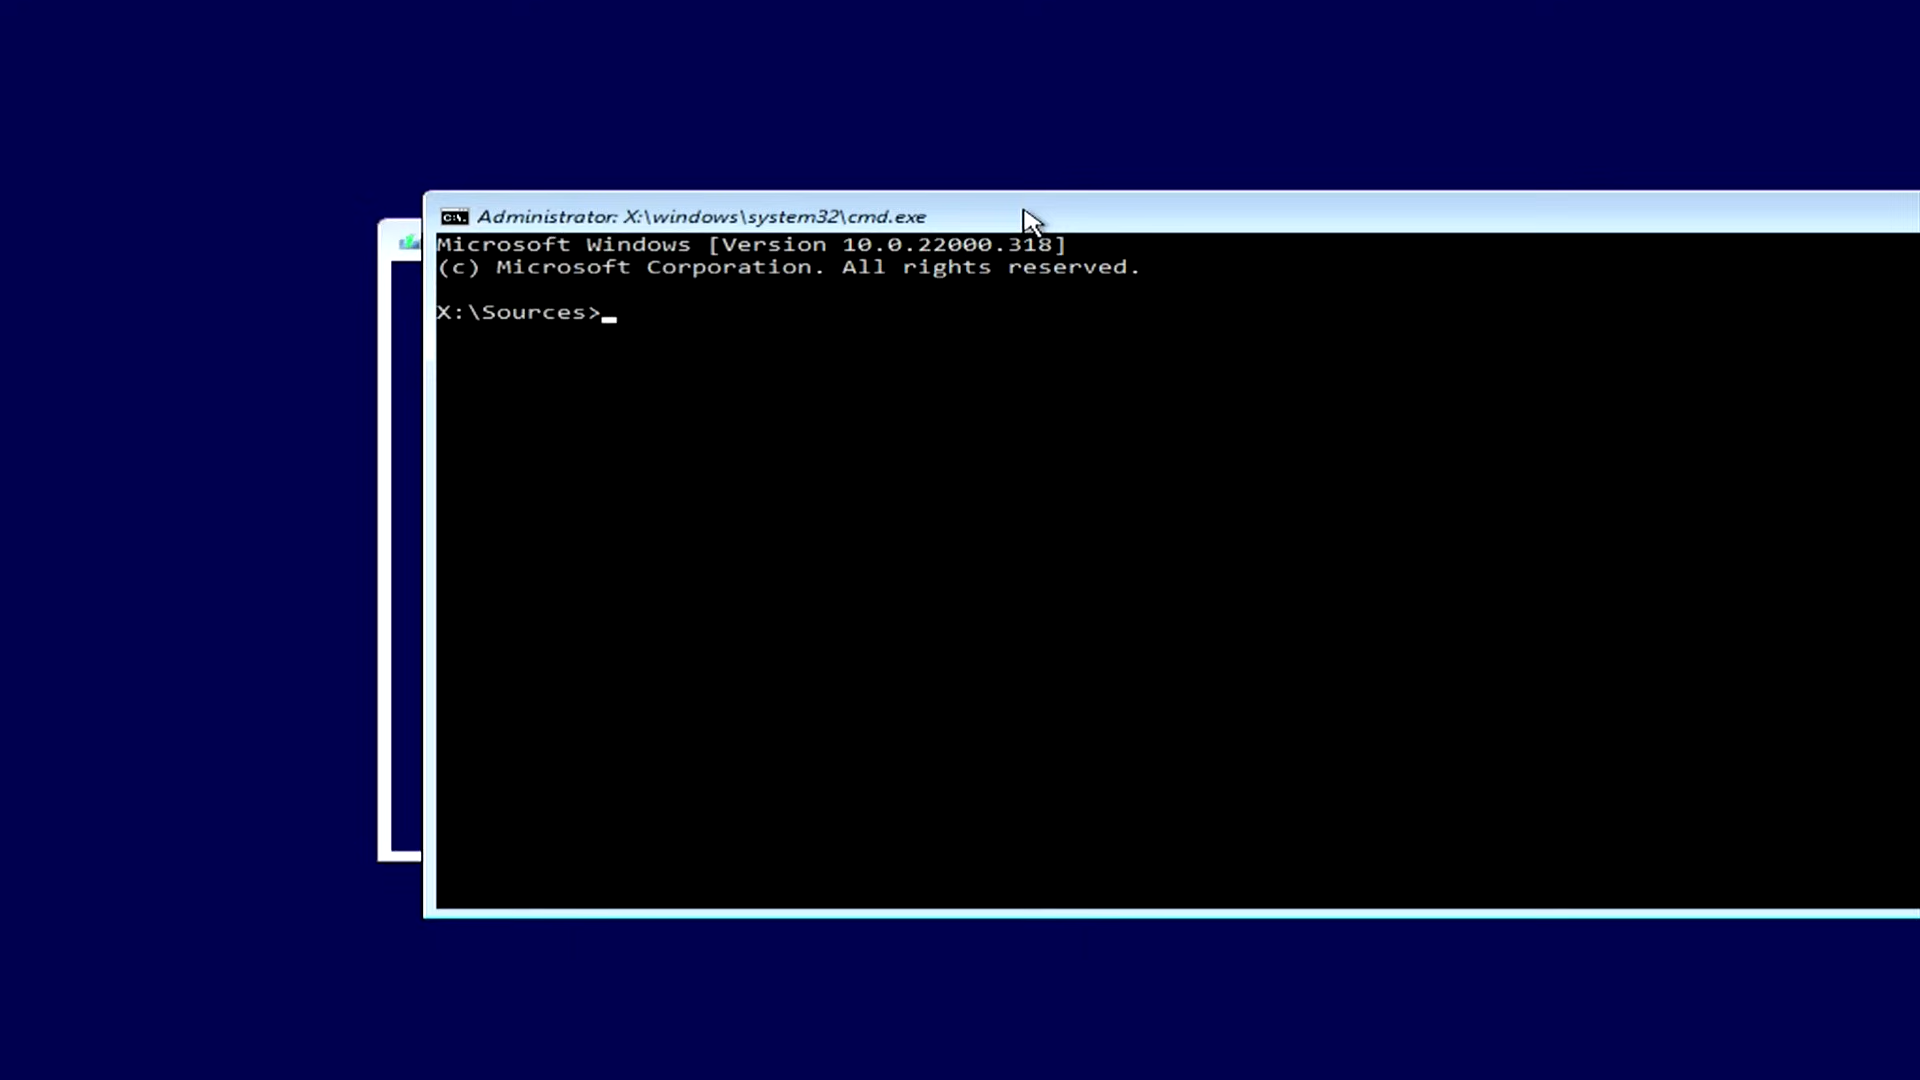 Administrator: X:\windows\system32\cmd.exe
Microsoft Windows [Version 10.0.22000.318]
(c) Microsoft Corporation. All rights reserved.
X:\Sources>